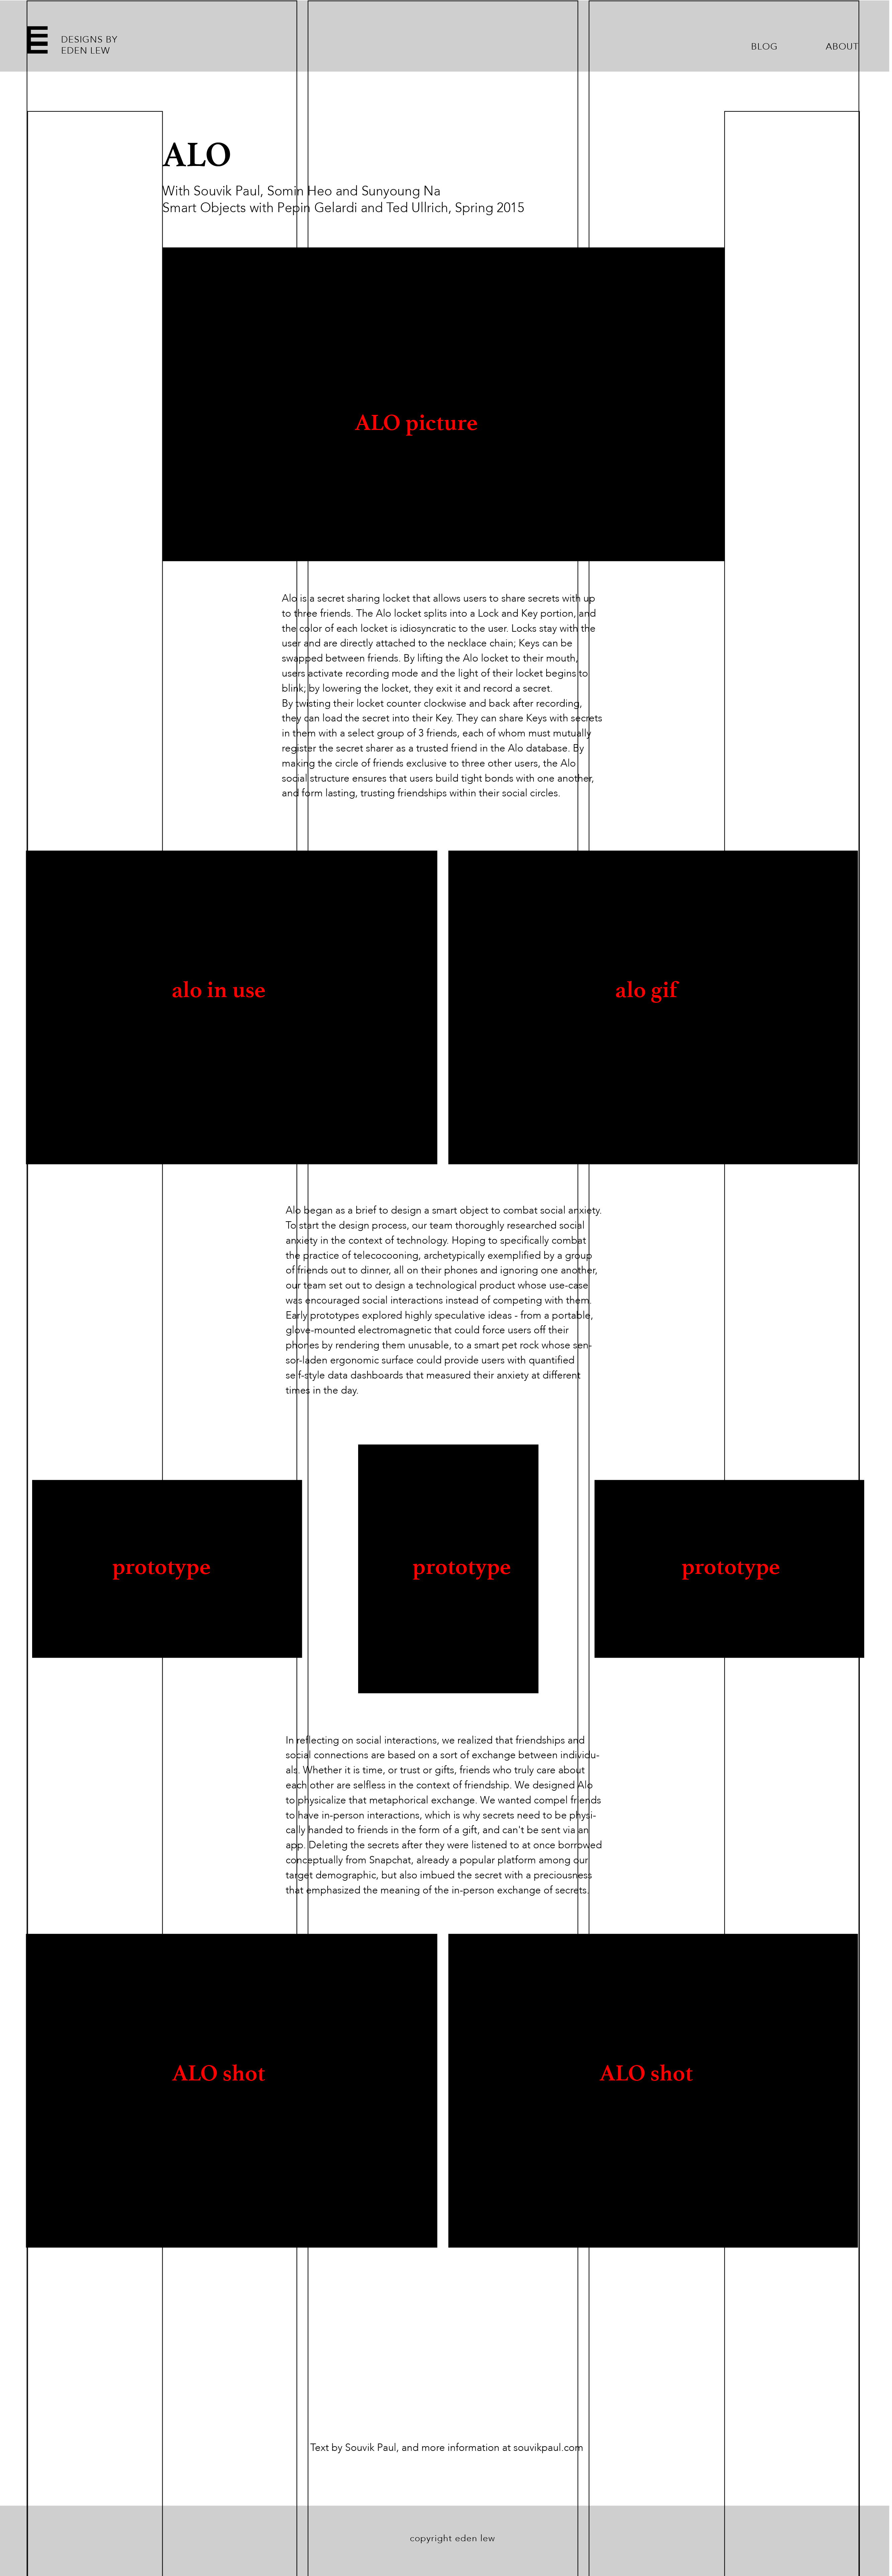 E
DESIGNS BY
EDEN LEW
BLOG
ABOUT
ALO
With Souvik Paul, Somin Heo and Sunyoung Na
Smart Objects with Pepin Gelardi and Ted Ullrich, Spring 2015
ALO picture
Alo is a secret sharing locket that allows users to share secrets with up
to three friends. The Alo locket splits into a Lock and Key portion, and
the color of each locket is idiosyncratic to the user. Locks stay with the
user and are directly attached to the necklace chain; Keys can be
swapped between friends. By lifting the Alo locket to their mouth,
users activate recording mode and the light of their locket begins to
blink; by lowering the locket, they exit it and record a secret.
By twisting their locket counter clockwise and back after recording,
they can load the secret into their Key. They can share Keys with secrets
in them with a select group of 3 friends, each of whom must mutually
register the secret sharer as a trusted friend in the Alo database. By
making the circle of friends exclusive to three other users, the Alo
social structure ensures that users build tight bonds with one another,
and form lasting, trusting friendships within their social circles.
alo in use
alo gif
Alo began as a brief to design a smart object to combat social anxiety.
To start the design process, our team thoroughly researched social
anxiety in the context of technology. Hoping to specifically combat
the practice of telecocooning, archetypically exemplified by a group
of friends out to dinner, all on their phones and ignoring one another,
our team set out to design a technological product whose use-case
was encouraged social interactions instead of competing with them.
Early prototypes explored highly speculative ideas - from a portable,
glove-mounted electromagnetic that could force users off their
phones by rendering them unusable, to a smart pet rock whose sen-
sor-laden ergonomic surface could provide users with quantified
self-style data dashboards that measured their anxiety at different
times in the day.
prototype
prototype
prototype
In reflecting on social interactions, we realized that friendships and
social connections are based on a sort of exchange between individu-
als. Whether it is time, or trust or gifts, friends who truly care about
each other are selfless in the context of friendship. We designed Alo
to physicalize that metaphorical exchange. We wanted compel friends
to have in-person interactions, which is why secrets need to be physi-
cally handed to friends in the form of a gift, and can't be sent via an
app. Deleting the secrets after they were listened to at once borrowed
conceptually from Snapchat, already a popular platform among our
target demographic, but also imbued the secret with a preciousness
that emphasized the meaning of the in-person exchange of secrets.
ALO shot
ALO shot
Text by Souvik Paul, and more information at souvikpaul.com
copyright eden lew